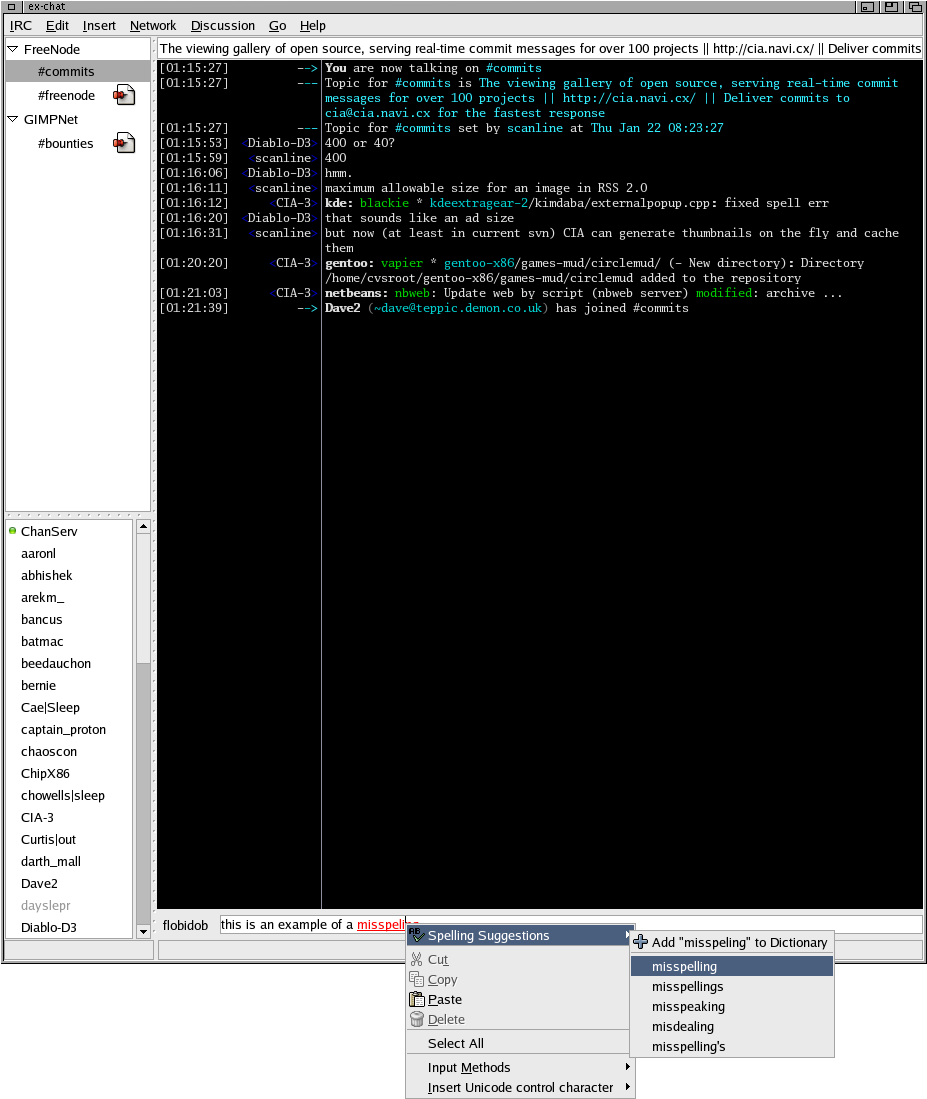 ex-chat
IRC Edit Insert Network Discussion Go Help
FreeNode
#commits
#freenode
GIMPNet
#bounties
The viewing gallery of open source, serving real-time commit messages for over 100 projects || http://cia.navi.cx/ || Deliver commits
[01:15:27] --> You are now talking on #commits
[01:15:27] --- Topic for #commits is The viewing gallery of open source, serving real-time commit
messages for over 100 projects || http://cia.navi.cx/ || Deliver commits to
cia@cia.navi.cx for the fastest response
[01:15:27] --- Topic for #commits set by scanline at Thu Jan 22 08:23:27
[01:15:53] <Diablo-D3> 400 or 40?
[01:15:59] <scanline> 400
[01:16:06] <Diablo-D3> hmm.
[01:16:11] <scanline> maximum allowable size for an image in RSS 2.0
[01:16:12] <CIA-3> kde: blackie * kdeextragear-2/kimdaba/externalpopup.cpp: fixed spell err
[01:16:20] <Diablo-D3> that sounds like an ad size
[01:16:31] <scanline> but now (at least in current svn) CIA can generate thumbnails on the fly and cache
them
[01:20:20] <CIA-3> gentoo: vapier * gentoo-x86/games-mud/circlemud/ (- New directory): Directory
/home/cvsroot/gentoo-x86/games-mud/circlemud added to the repository
[01:21:03] <CIA-3> netbeans: nbweb: Update web by script (nbweb server) modified: archive ...
[01:21:39] --> Dave2 (~dave@teppic.demon.co.uk) has joined #commits
ChanServ
aaronl
abhishek
arekm_
bancus
batmac
beedauchon
bernie
Cae|Sleep
captain_proton
chaoscon
ChipX86
chowells|sleep
CIA-3
Curtis|out
darth_mall
Dave2
dayslepr
Diablo-D3
flobidob this is an example of a misspeling
Spelling Suggestions
Cut
Copy
Paste
Delete
Select All
Input Methods
Insert Unicode control character
Add "misspeling" to Dictionary
misspelling
misspellings
misspeaking
misdealing
misspelling's